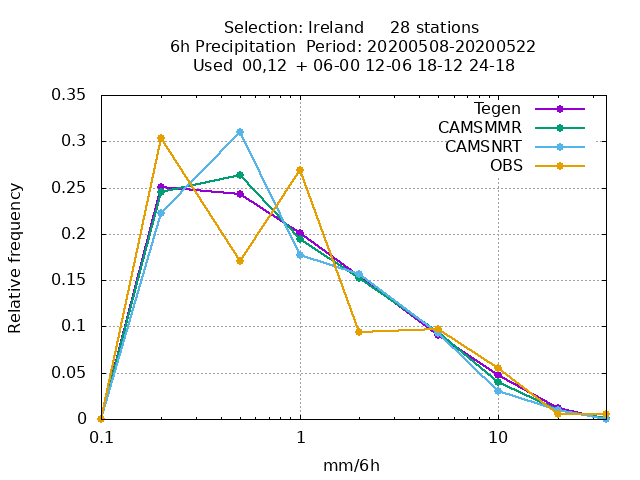 Selection: Ireland 28 stations
6h Precipitation Period: 20200508-20200522
Used 00,12 + 06-00 12-06 18-12 24-18
Tegen
CAMSMMR
CAMSNRT
OBS
Relative frequency
0.35
0.3
0.25
0.2
0.15
0.1
0.05
0
0.1 1 10
mm/6h